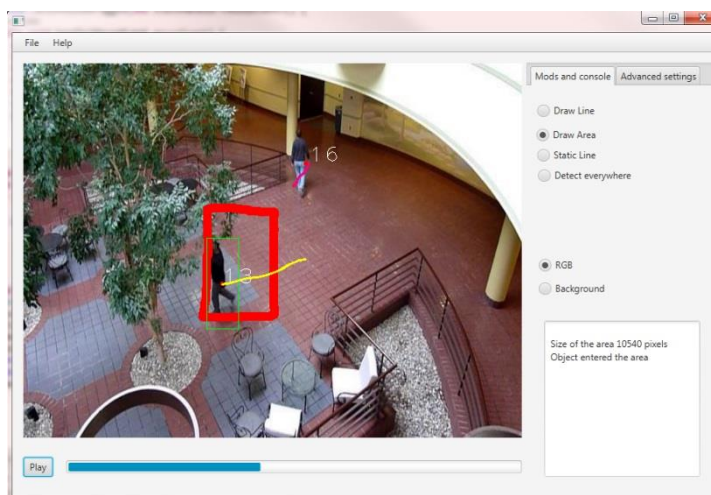 File Help
Mods and console Advanced settings
Draw Line
Draw Area
Static Line
Detect everywhere
16
13
RGB
Background
Size of the area 10540 pixels
Object entered the area
Play